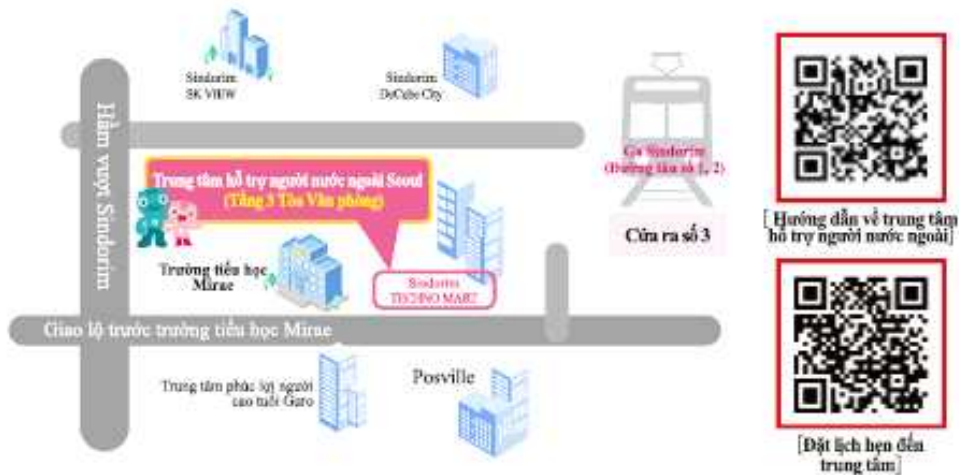 Sindorim
SK VIEW
Sindorim
DeCube City
Hầm vượt Sindorim
Ga Sindorim
(Đường tàu số 1, 2)
Cửa ra số 3
Trung tâm hỗ trợ người nước ngoài Seoul
(Tầng 3 Tòa Văn phòng)
Trường tiểu học
Mirae
Sindorim
TECHNO MART
Giao lộ trước trường tiểu học Mirae
Trung tâm phúc lợi người
cao tuổi Guro
Posville
[ Hướng dẫn về trung tâm
hỗ trợ người nước ngoài]
[Đặt lịch hẹn đến
trung tâm]